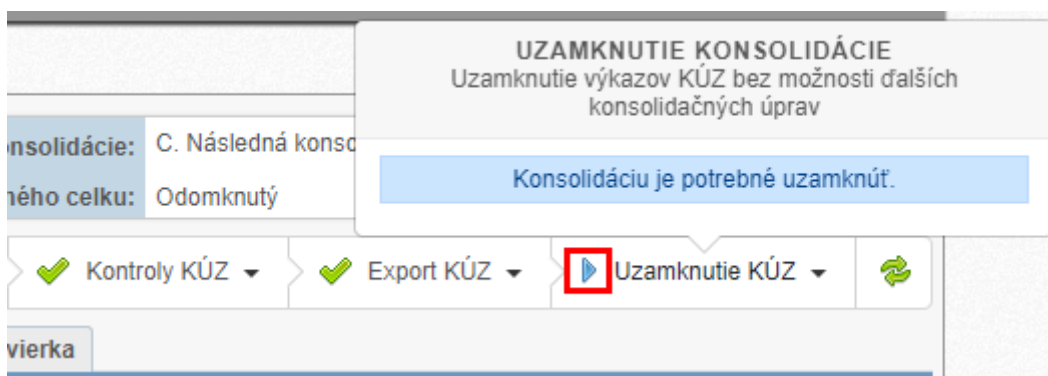 UZAMKNUTIE KONSOLIDÁCIE
Uzamknutie výkazov KÚZ bez možnosti ďalších
konsolidačných úprav
Konsolidáciu je potrebné uzamknúť.
onsolidácie: C. Následná konso
ného celku: Odomknutý
Kontroly KÚZ Export KÚZ Uzamknutie KÚZ
vierka